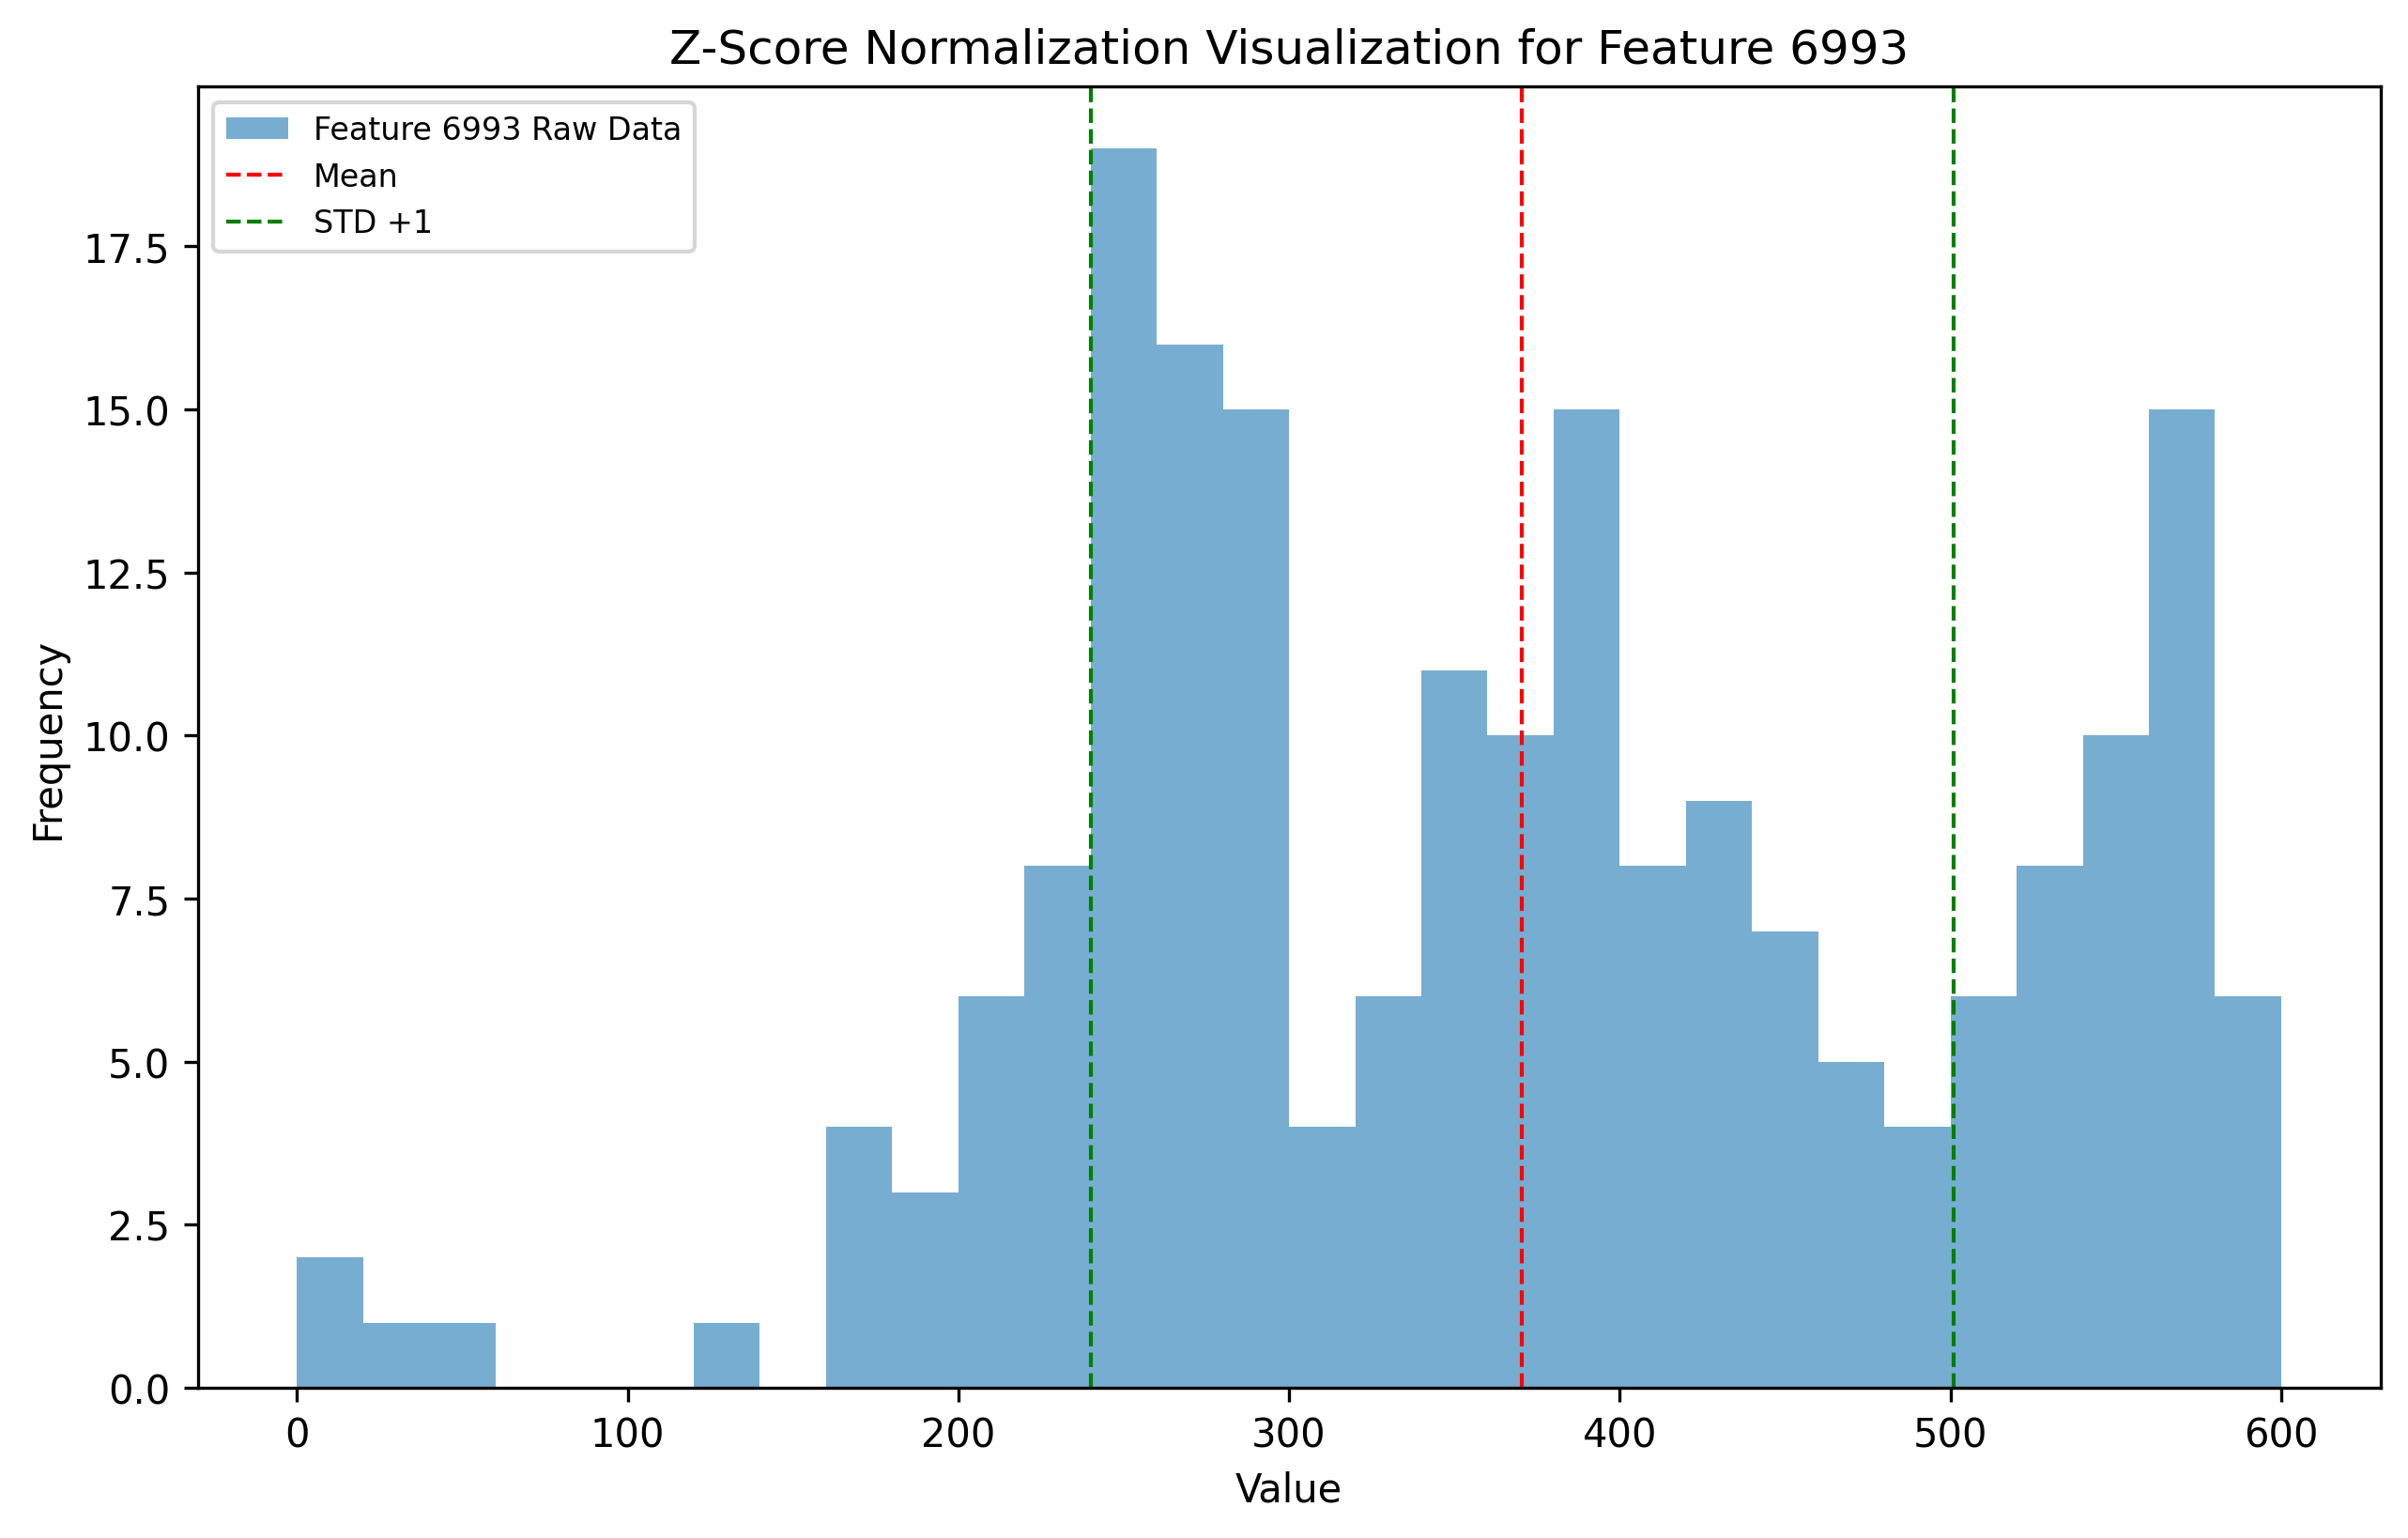 Z-Score Normalization Visualization for Feature 6993
Feature 6993 Raw Data
Mean
STD +1
17.5
15.0
12.5
10.0
7.5
5.0
2.5
0.0
Frequency
0 100 200 300 400 500 600
Value